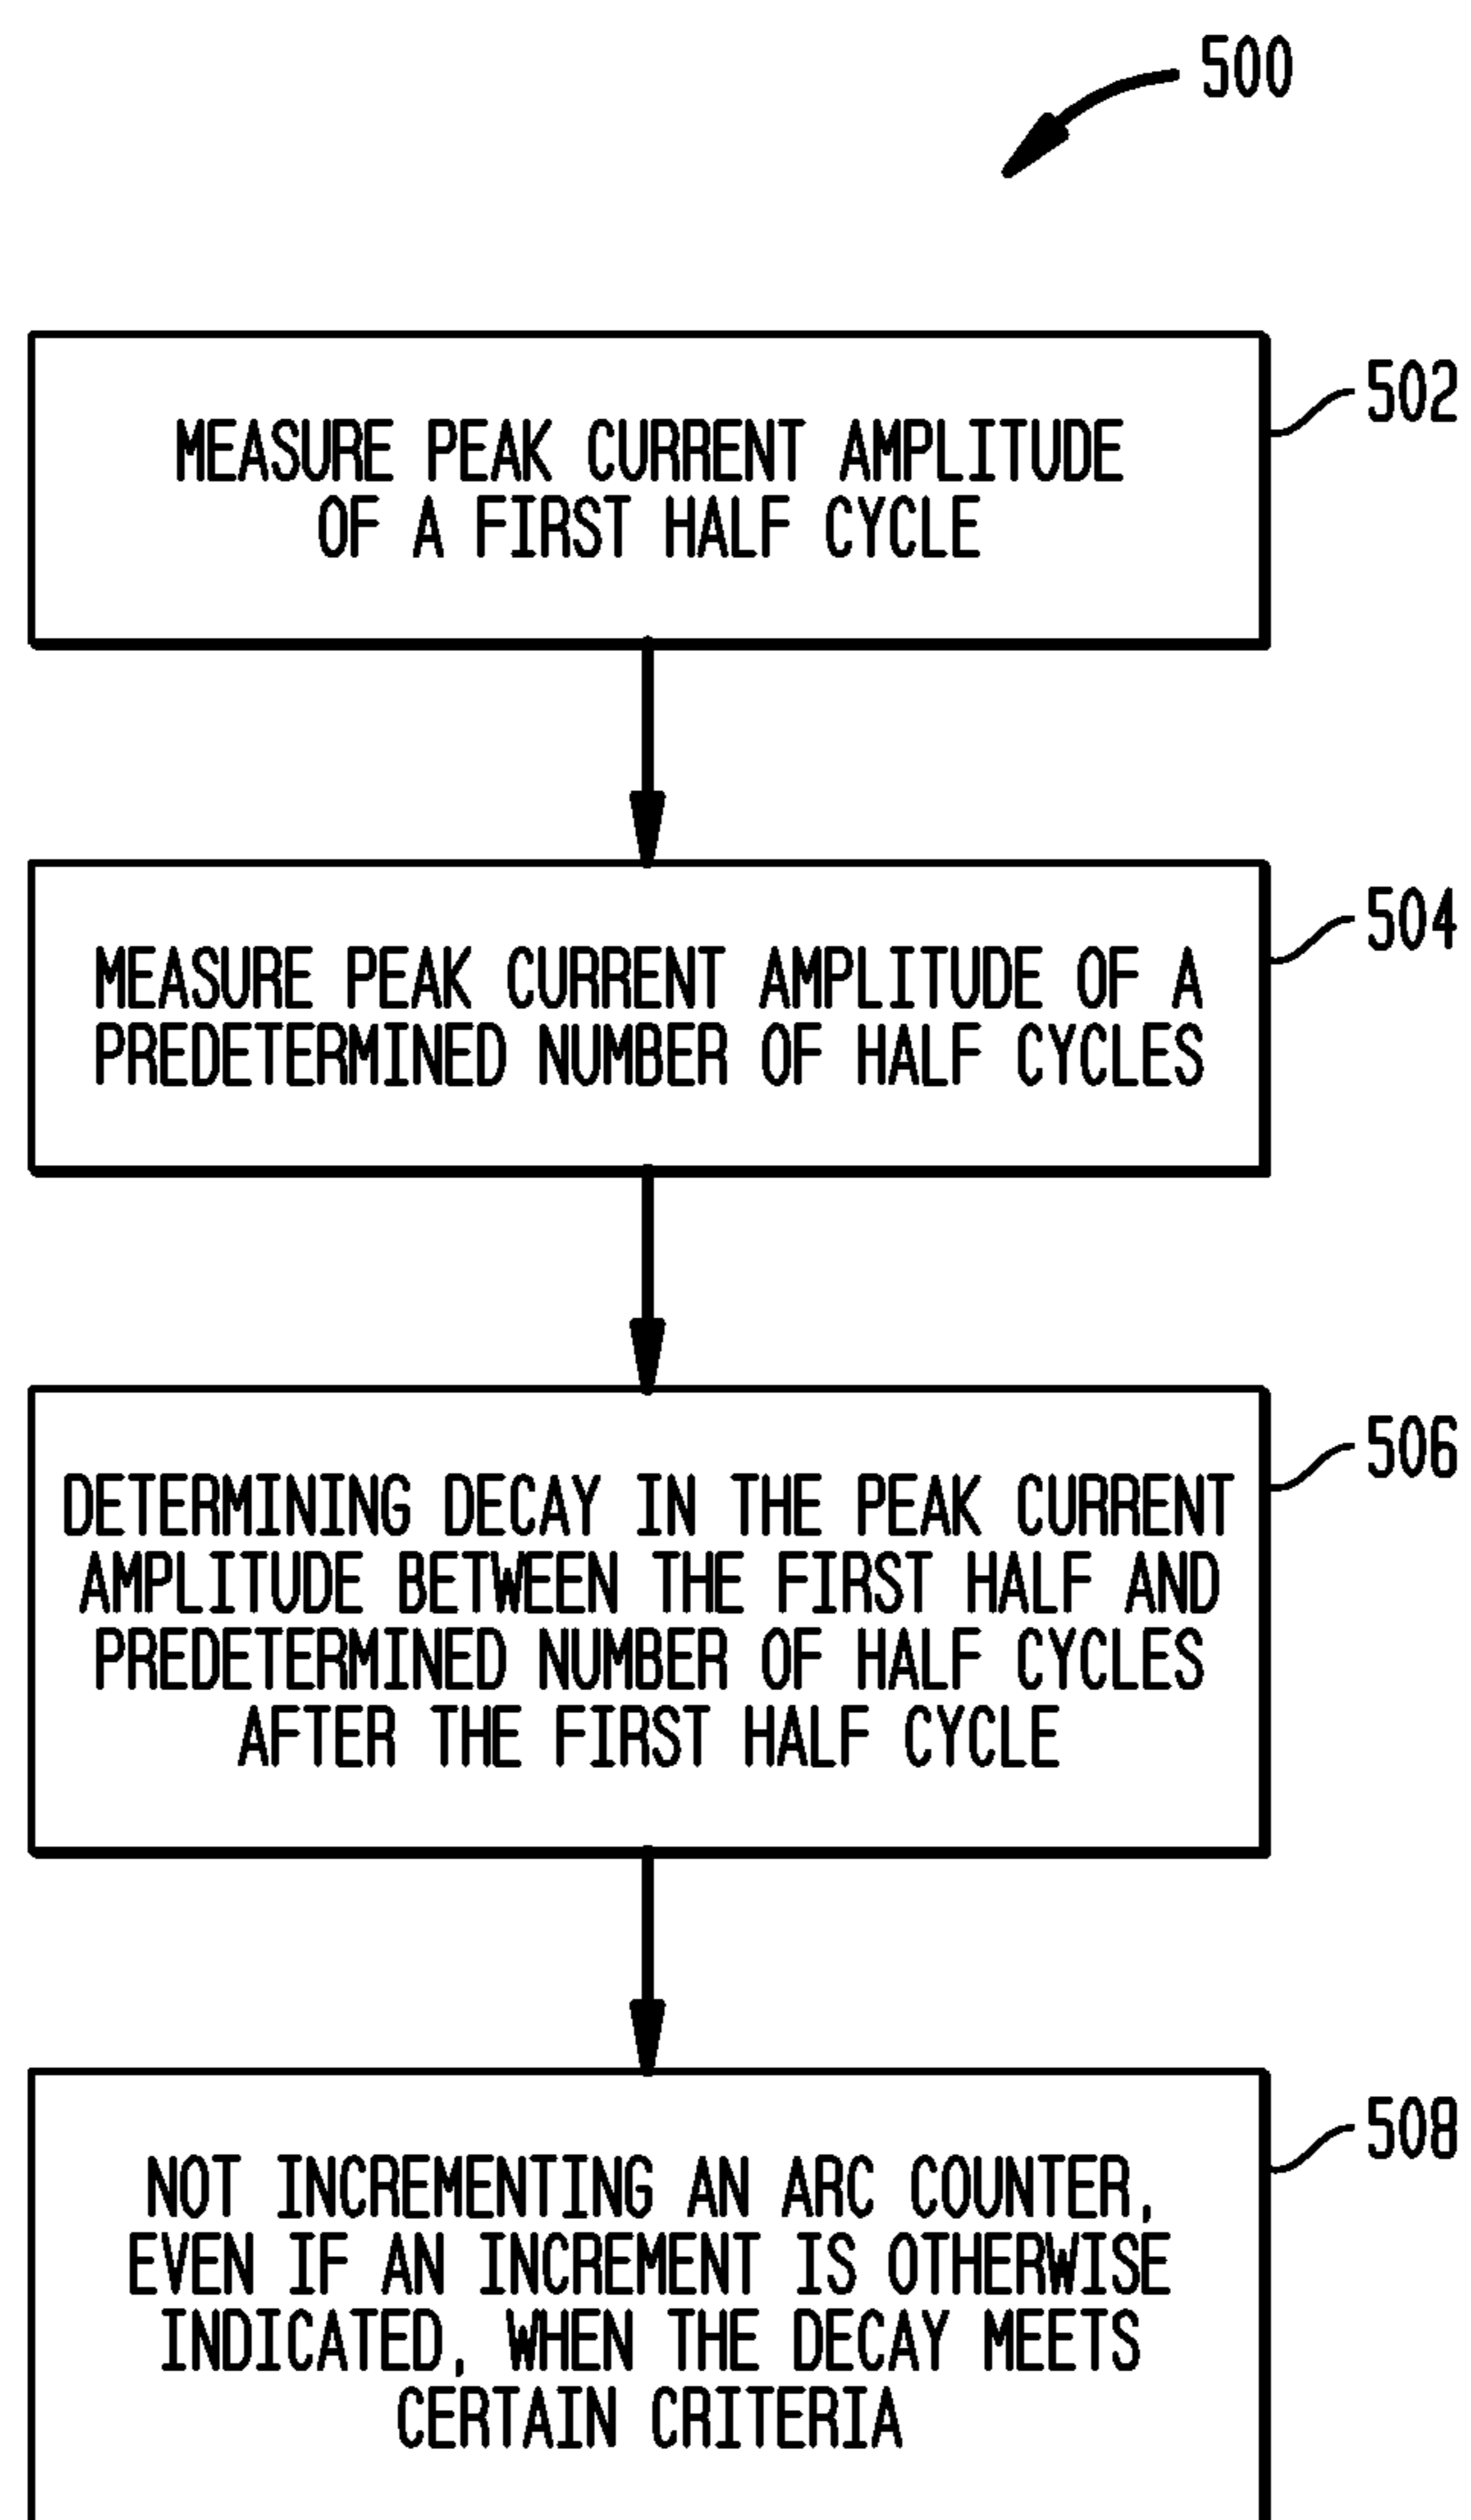 500
MEASURE PEAK CURRENT AMPLITUDE
OF A FIRST HALF CYCLE
502
MEASURE PEAK CURRENT AMPLITUDE OF A
PREDETERMINED NUMBER OF HALF CYCLES
504
DETERMINING DECAY IN THE PEAK CURRENT
AMPLITUDE BETWEEN THE FIRST HALF AND
PREDETERMINED NUMBER OF HALF CYCLES
AFTER THE FIRST HALF CYCLE
506
NOT INCREMENTING AN ARC COUNTER,
EVEN IF AN INCREMENT IS OTHERWISE
INDICATED, WHEN THE DECAY MEETS
CERTAIN CRITERIA
508